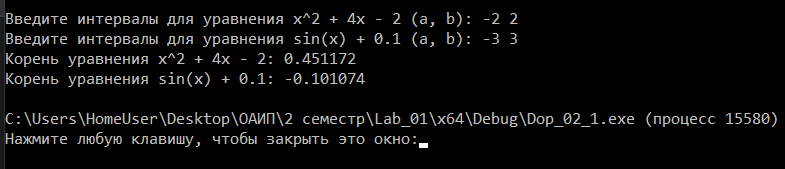 Введите интервалы для уравнения x^2 + 4x - 2 (a, b): -2 2
Введите интервалы для уравнения sin(x) + 0.1 (a, b): -3 3
Корень уравнения x^2 + 4x - 2: 0.451172
Корень уравнения sin(x) + 0.1: -0.101074
C:\Users\HomeUser\Desktop\ОАИП\2 семестр\Lab_01\x64\Debug\Dop_02_1.exe (процесс 15580)
Нажмите любую клавишу, чтобы закрыть это окно: